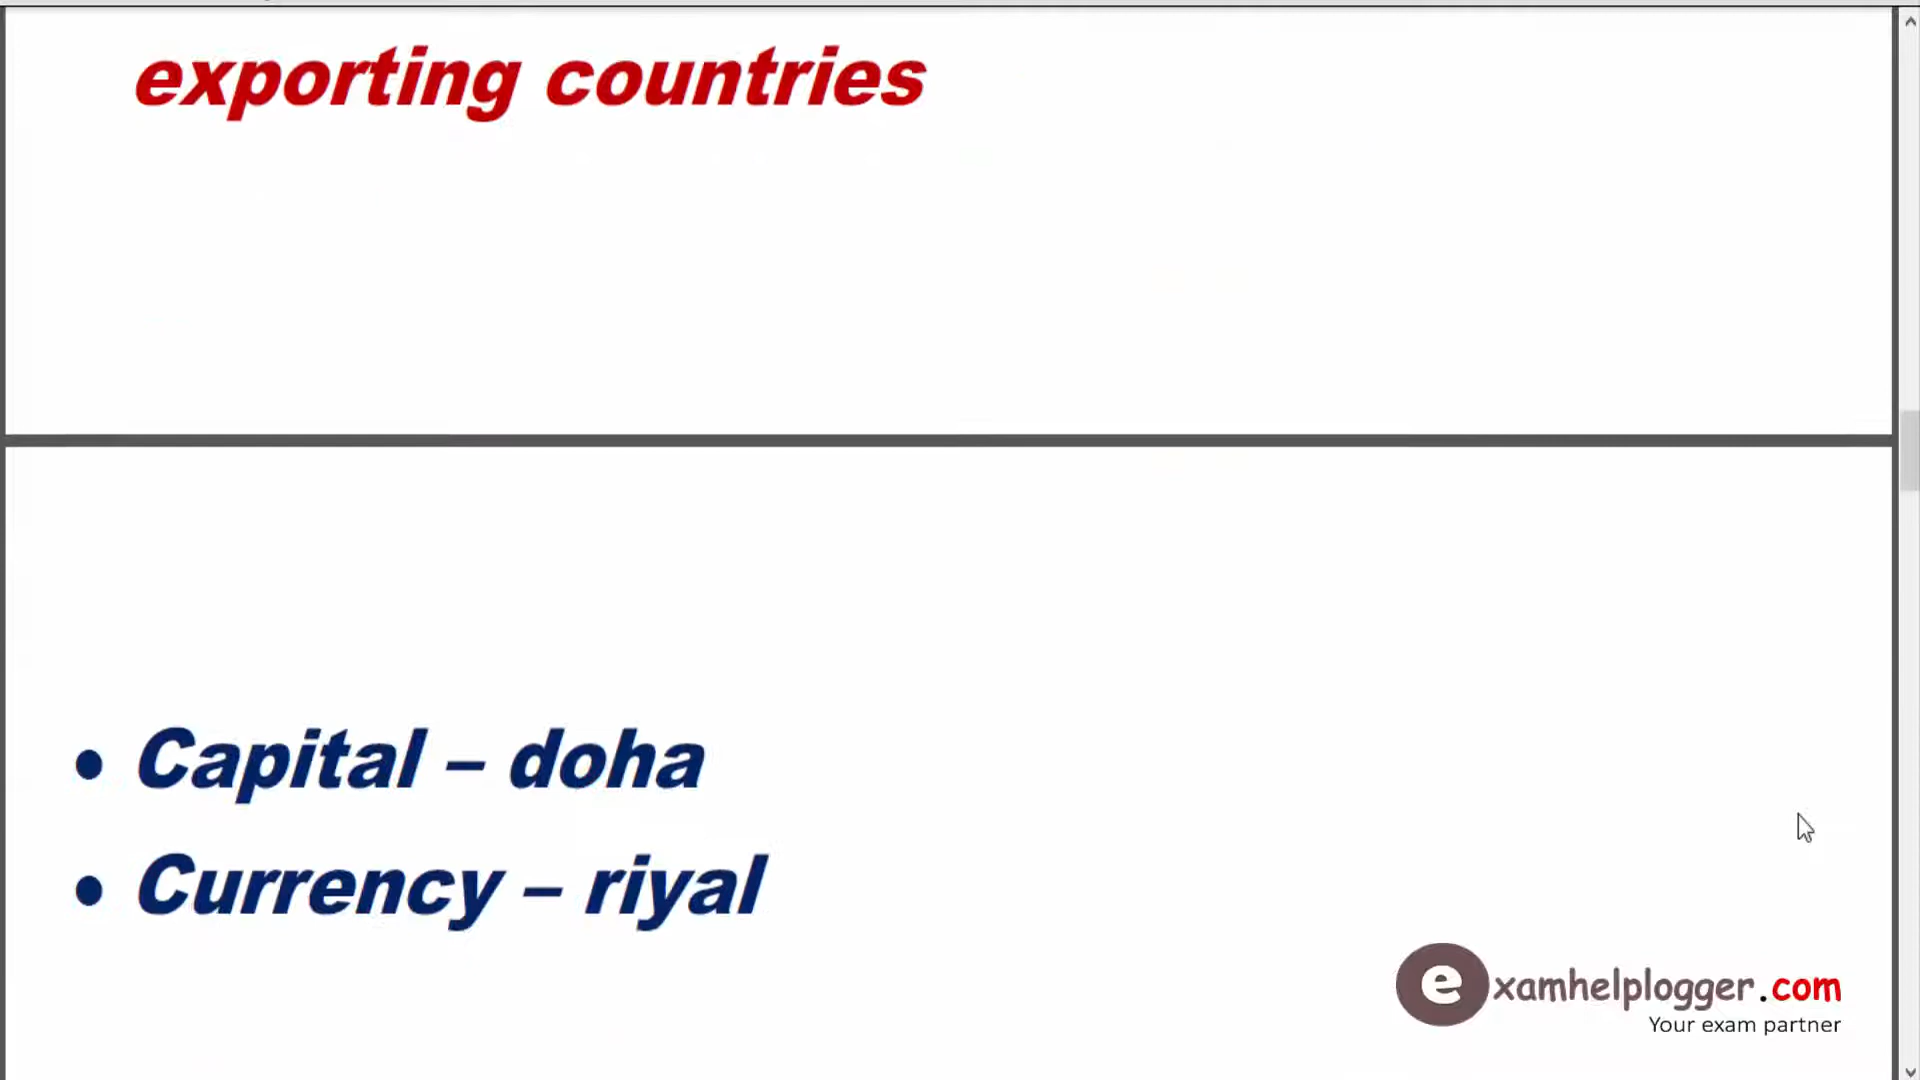 exporting countries
• Capital – doha
• Currency – riyal
examhelplogger.com
Your exam partner